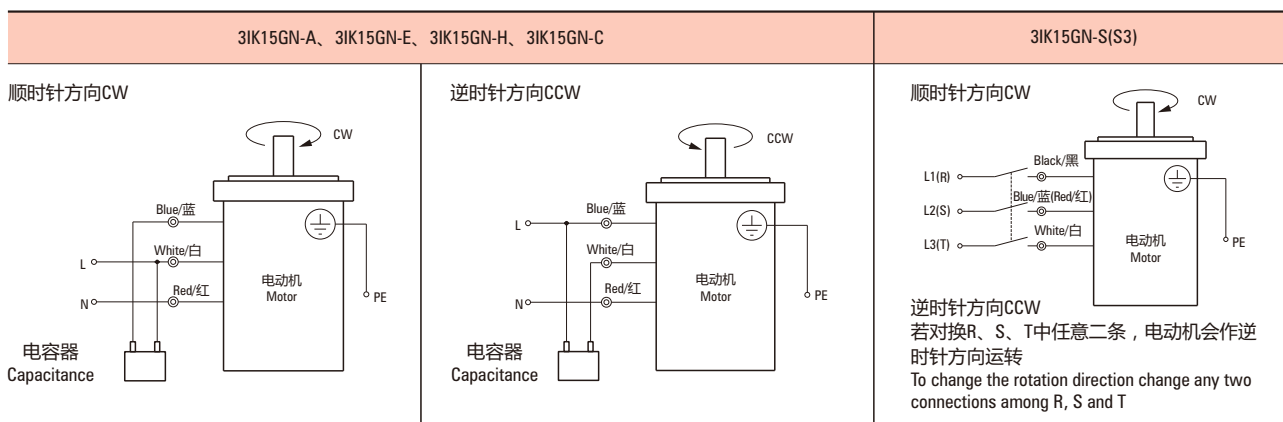 3IK15GN-A、3IK15GN-E、3IK15GN-H、3IK15GN-C
3IK15GN-S(S3)
顺时针方向CW
CW
Blue/蓝
White/白
L
Red/红
N
电动机
Motor
PE
电容器
Capacitance
逆时针方向CCW
CCW
Blue/蓝
L
White/白
Red/红
N
电动机
Motor
PE
电容器
Capacitance
顺时针方向CW
CW
Black/黑
L1(R)
Blue/蓝(Red/红)
L2(S)
White/白
L3(T)
电动机
Motor
PE
逆时针方向CCW
若对换R、S、T中任意二条，电动机会作逆
时针方向运转
To change the rotation direction change any two
connections among R, S and T